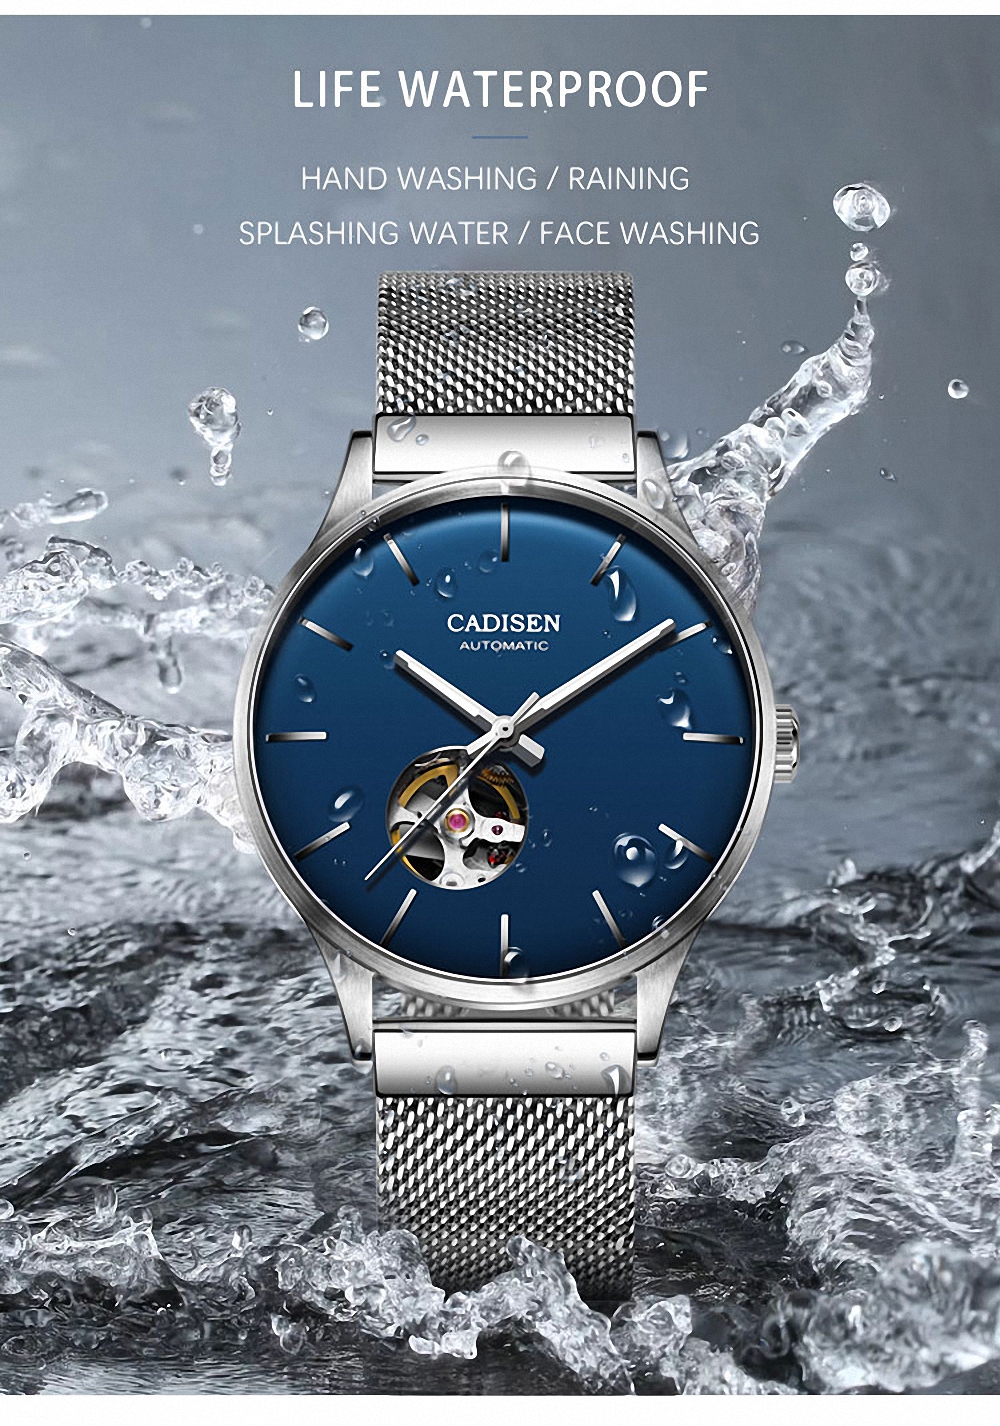 LIFE WATERPROOF
HAND WASHING / RAINING
SPLASHING WATER / FACE WASHING
CADISEN
AUTOMATIC